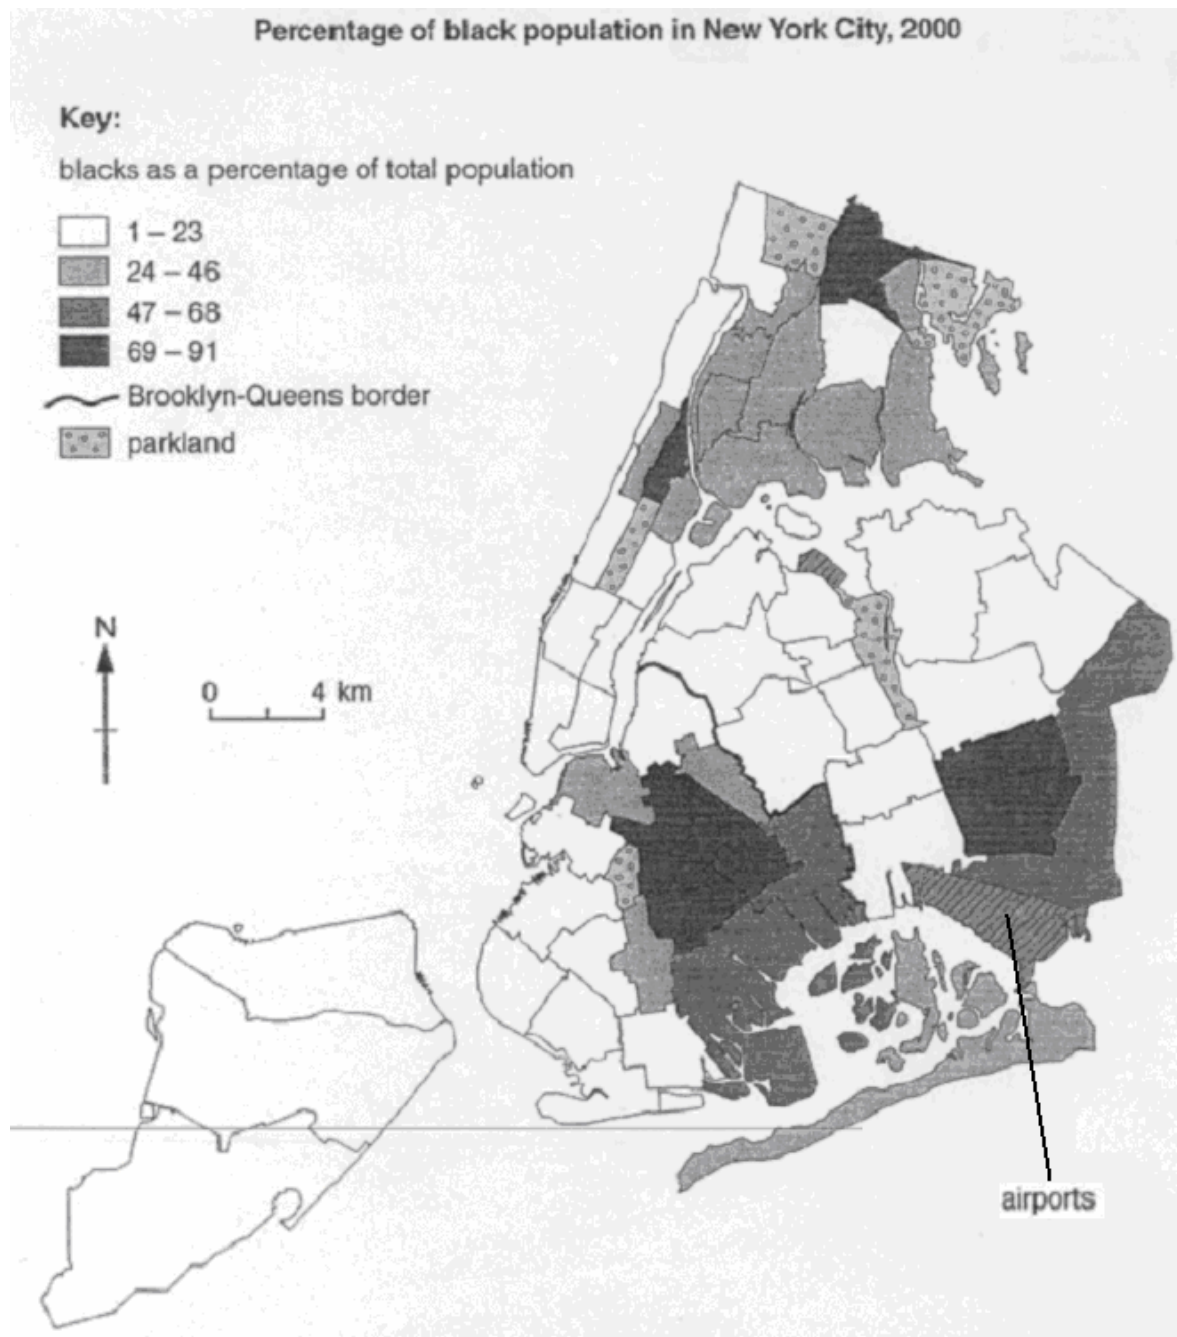 Percentage of black population in New York City, 2000
Key:
blacks as a percentage of total population
1 – 23
24 – 46
47 – 68
69 – 91
Brooklyn-Queens border
parkland
N
0 4 km
airports